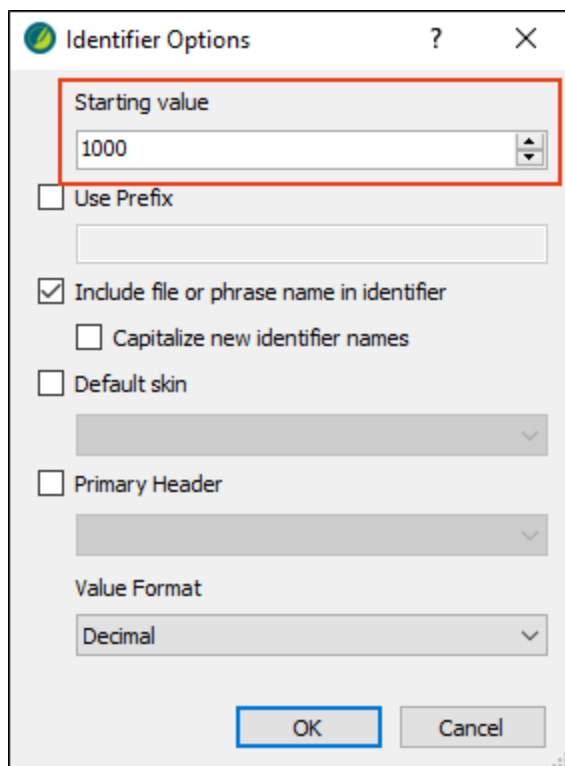 Identifier Options
?
Starting value
1000
Use Prefix
Include file or phrase name in identifier
Capitalize new identifier names
Default skin
Primary Header
Value Format
Decimal
OK Cancel